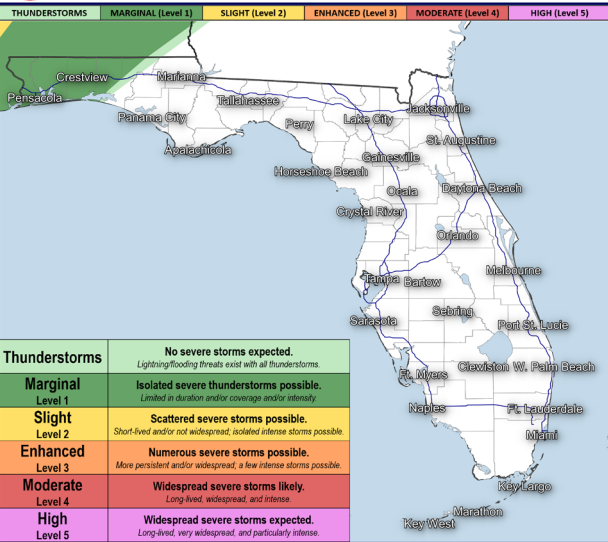 THUNDERSTORMS MARGINAL (Level 1) SLIGHT (Level 2) ENHANCED (Level 3) MODERATE (Level 4) HIGH (Level 5)
Crestview
Marianna
Pensacola
Tallahassee
Jacksonville
Panama City
Lake City
Perry
St. Augustine
Apalachicola
Gainesville
Horseshoe Beach
Ocala
Daytona Beach
Crystal River
Orlando
Melbourne
Tampa
Bartow
Sebring
Sarasota
Port St. Lucie
Clewiston
W. Palm Beach
Ft. Myers
Naples
Ft. Lauderdale
Miami
Key Largo
Marathon
Key West
Thunderstorms
No severe storms expected.
Lightning/flooding threats exist with all thunderstorms.
Marginal
Level 1
Isolated severe thunderstorms possible.
Limited in duration and/or coverage and/or intensity.
Slight
Level 2
Scattered severe storms possible.
Short-lived and/or not widespread; isolated intense storms possible.
Enhanced
Level 3
Numerous severe storms possible.
More persistent and/or widespread; a few intense storms possible.
Moderate
Level 4
Widespread severe storms likely.
Long-lived, widespread, and intense.
High
Level 5
Widespread severe storms expected.
Long-lived, very widespread, and particularly intense.